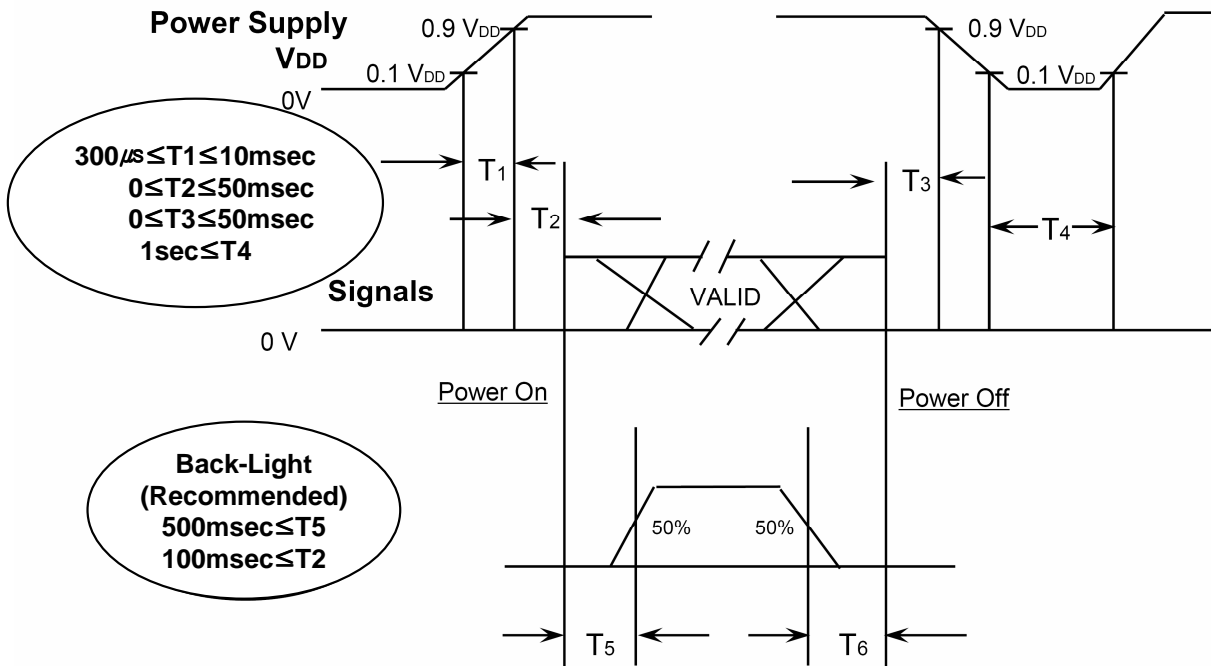 Power Supply
VDD
0.9 VDD
0.1 VDD
0V
0.9 VDD
0.1 VDD
300µs≤T1≤10msec
0≤T2≤50msec
0≤T3≤50msec
1sec≤T4
T1
T2
T3
T4
Signals
VALID
0 V
Power On
Power Off
Back-Light
(Recommended)
500msec≤T5
100msec≤T2
50%
50%
T5
T6